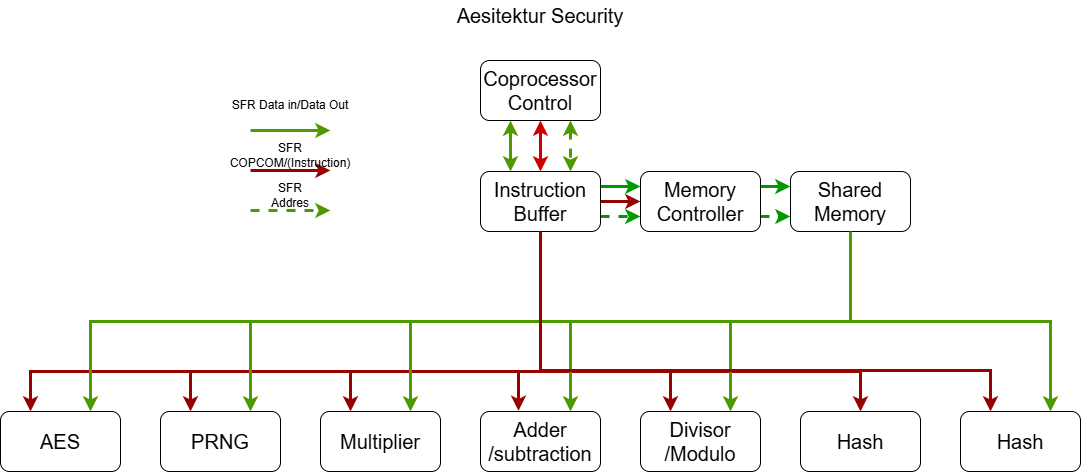 Aesitektur Security
Coprocessor
Control
SFR Data in/Data Out
SFR
COPCOM/(Instruction)
SFR
Addres
Instruction
Buffer
Memory
Controller
Shared
Memory
AES
PRNG
Multiplier
Adder
/subtraction
Divisor
/Modulo
Hash
Hash